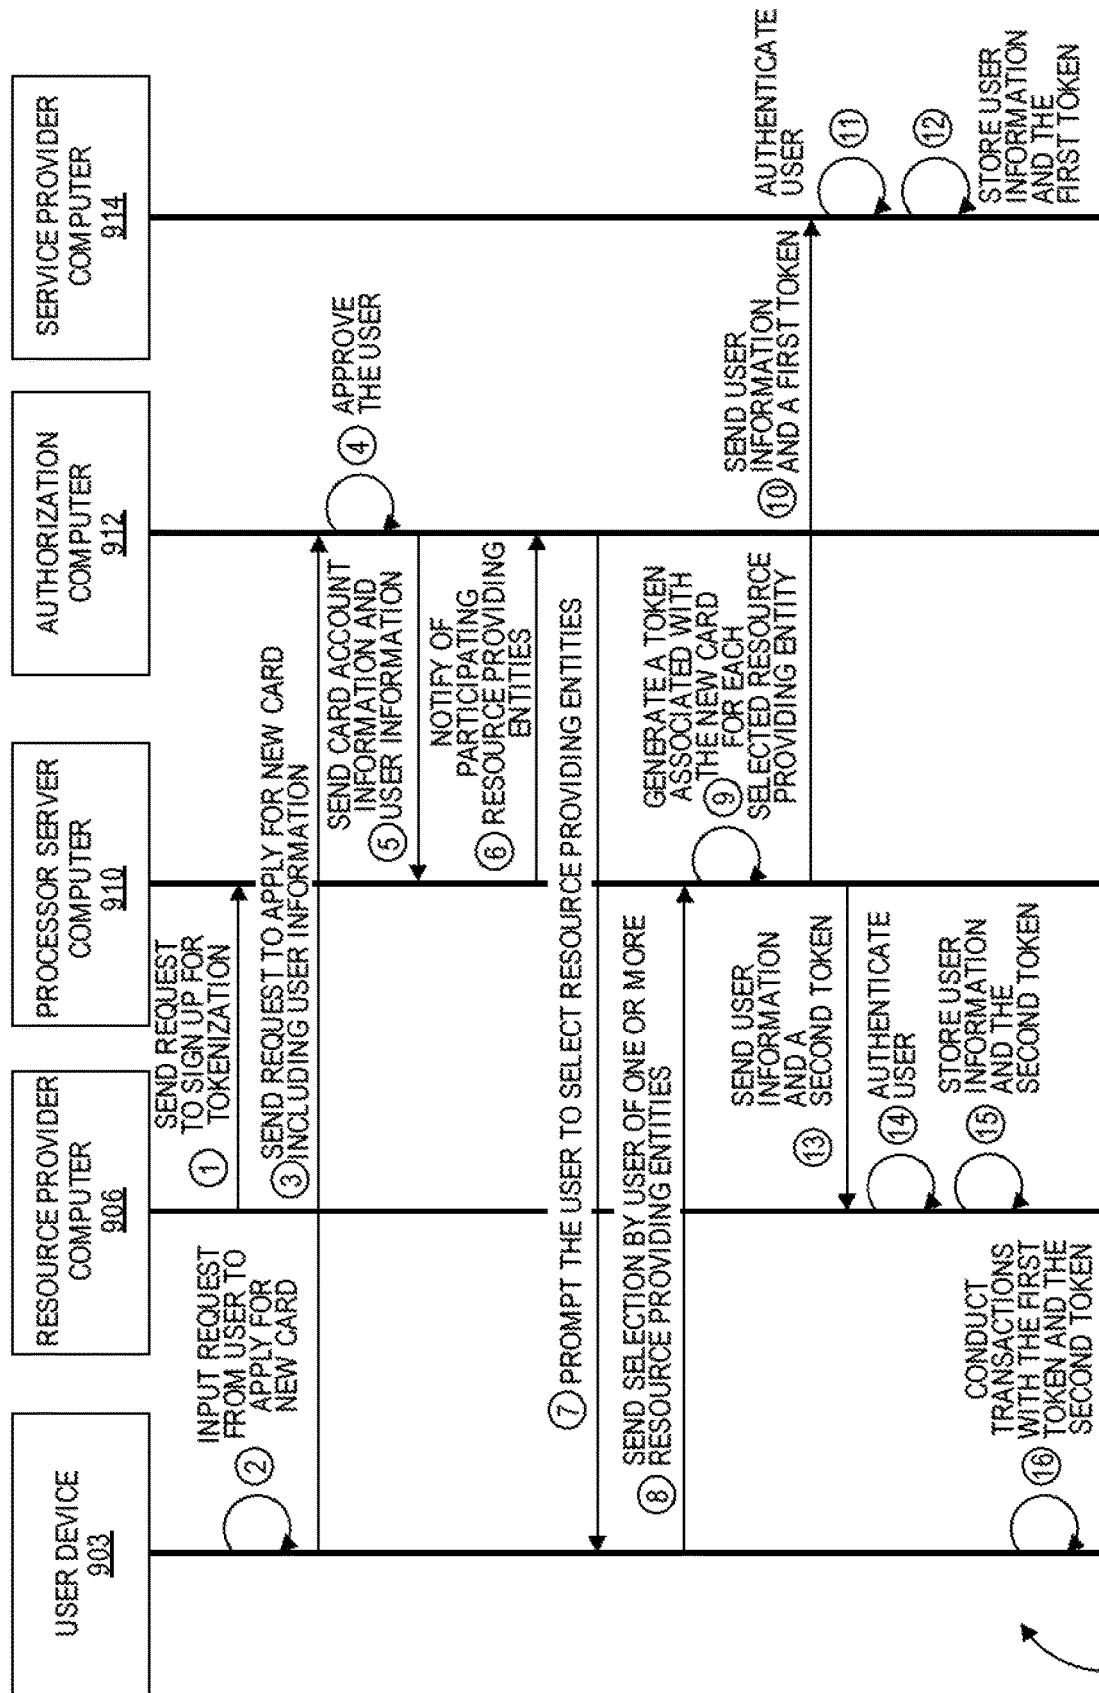 USER DEVICE
903
RESOURCE PROVIDER
COMPUTER
906
PROCESSOR SERVER
COMPUTER
910
AUTHORIZATION
COMPUTER
912
SERVICE PROVIDER
COMPUTER
914
SEND REQUEST
TO SIGN UP FOR
1 TOKENIZATION
INPUT REQUEST
FROM USER TO
2 APPLY FOR
NEW CARD
SEND REQUEST TO APPLY FOR NEW CARD
3 INCLUDING USER INFORMATION
4 APPROVE
THE USER
SEND CARD ACCOUNT
INFORMATION AND
5 USER INFORMATION
NOTIFY OF
PARTICIPATING
6 RESOURCE PROVIDING
ENTITIES
7 PROMPT THE USER TO SELECT RESOURCE PROVIDING ENTITIES
SEND SELECTION BY USER OF ONE OR MORE
8 RESOURCE PROVIDING ENTITIES
GENERATE A TOKEN
ASSOCIATED WITH
THE NEW CARD
9 FOR EACH
SELECTED RESOURCE
PROVIDING ENTITY
SEND USER
INFORMATION
10 AND A FIRST TOKEN
AUTHENTICATE
USER
11
12
STORE USER
INFORMATION
AND THE
FIRST TOKEN
SEND USER
INFORMATION
AND A
13 SECOND TOKEN
14 AUTHENTICATE
USER
STORE USER
INFORMATION
15 AND THE
SECOND TOKEN
CONDUCT
TRANSACTIONS
16 WITH THE FIRST
TOKEN AND THE
SECOND TOKEN